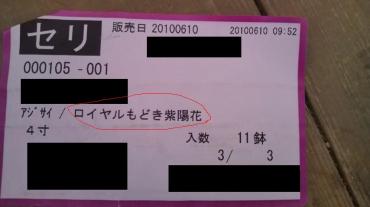 セリ
販売日 20100610
20100610 09:52
000105-001
アジサイ / ロイヤルもどき紫陽花
4寸
入数 11鉢
3/ 3